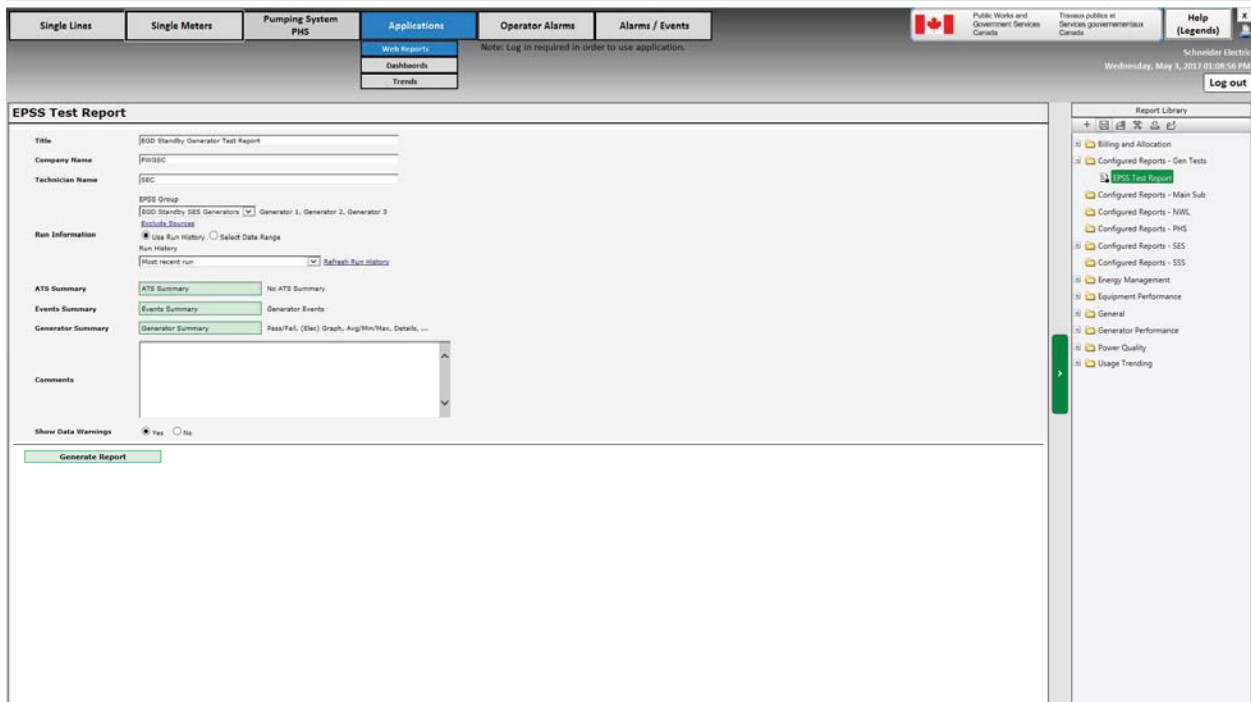 Single Lines
Single Meters
Pumping System
PHS
Applications
Operator Alarms
Alarms / Events
Public Works and
Government Services
Canada
Travaux publics et
Services gouvernementaux
Canada
Help
(Legends)
X
Web Reports
Dashboards
Trends
Note: Log in required in order to use application.
Schneider Electric
Wednesday, May 3, 2017 01:08:56 PM
Log out
EPSS Test Report
Title
EGD Standby Generator Test Report
Company Name
PWGSC
Technician Name
SEC
Run Information
EPSS Group
EGD Standby SES Generators
Generator 1, Generator 2, Generator 3
Exclude Sources
Use Run History
Select Date Range
Run History
Most recent run
Refresh Run History
ATS Summary
ATS Summary
No ATS Summary
Events Summary
Events Summary
Generator Events
Generator Summary
Generator Summary
Pass/Fail, (Elec) Graph, Avg/Min/Max, Details, ...
Comments
Show Data Warnings
Yes
No
Generate Report
Report Library
Billing and Allocation
Configured Reports - Gen Tests
EPSS Test Report
Configured Reports - Main Sub
Configured Reports - NWL
Configured Reports - PHS
Configured Reports - SES
Configured Reports - SSS
Energy Management
Equipment Performance
General
Generator Performance
Power Quality
Usage Trending